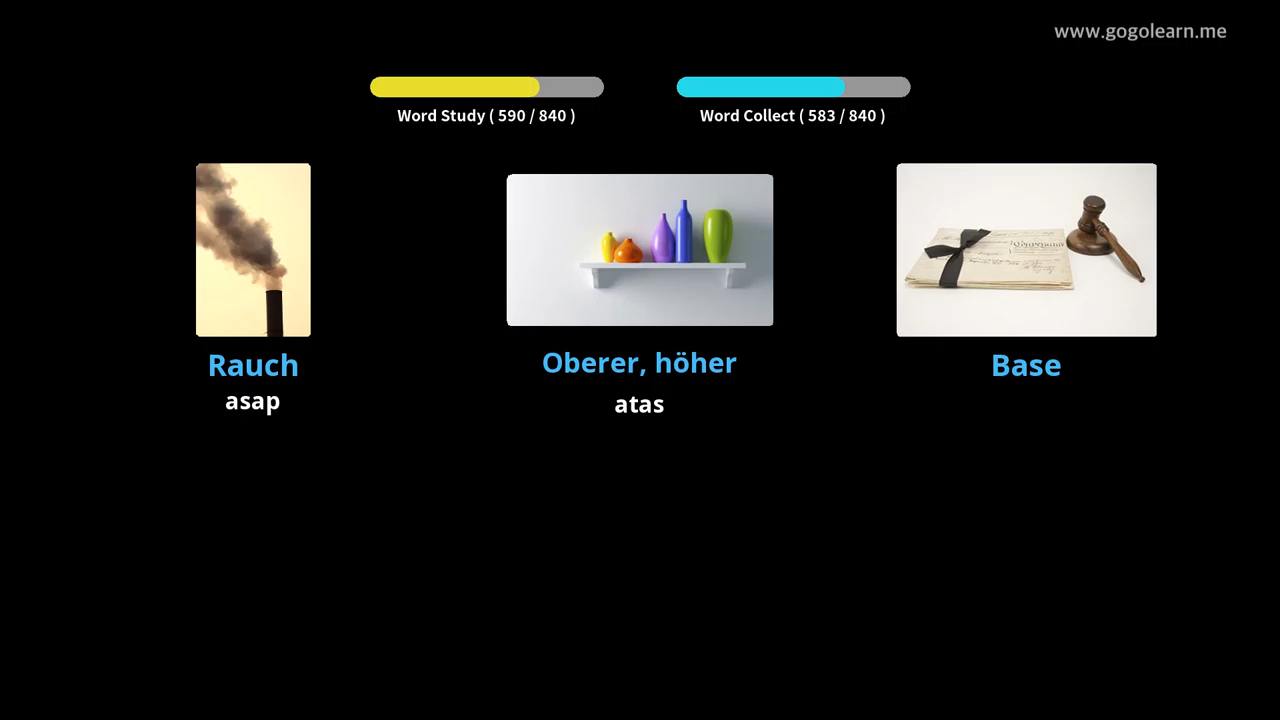 www.gogolearn.me
Word Study ( 590 / 840 )
Word Collect ( 583 / 840 )
Rauch
asap
Oberer, höher
atas
Base